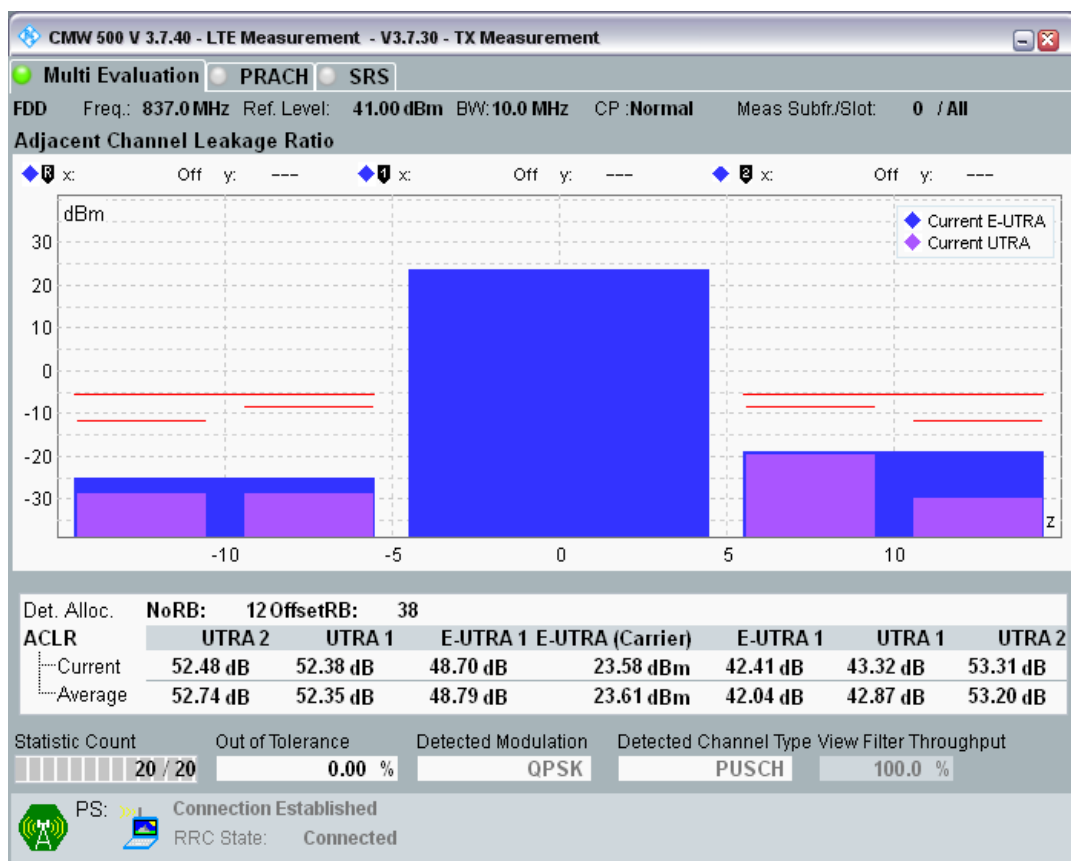 CMW 500 V 3.7.40 - LTE Measurement - V3.7.30 - TX Measurement
Multi Evaluation PRACH SRS
FDD Freq.: 837.0 MHz Ref. Level: 41.00 dBm BW: 10.0 MHz CP :Normal Meas Subfr./Slot: 0 / All
Adjacent Channel Leakage Ratio
R x: Off y: --- 1 x: Off y: --- 2 x: Off y: ---
dBm
Current E-UTRA
Current UTRA
30
20
10
0
-10
-20
-30
z
-10 -5 0 5 10
Det. Alloc. NoRB: 12 OffsetRB: 38
ACLR UTRA 2 UTRA 1 E-UTRA 1 E-UTRA (Carrier) E-UTRA 1 UTRA 1 UTRA 2
Current 52.48 dB 52.38 dB 48.70 dB 23.58 dBm 42.41 dB 43.32 dB 53.31 dB
Average 52.74 dB 52.35 dB 48.79 dB 23.61 dBm 42.04 dB 42.87 dB 53.20 dB
Statistic Count Out of Tolerance Detected Modulation Detected Channel Type View Filter Throughput
20 / 20 0.00 % QPSK PUSCH 100.0 %
PS: Connection Established
RRC State: Connected